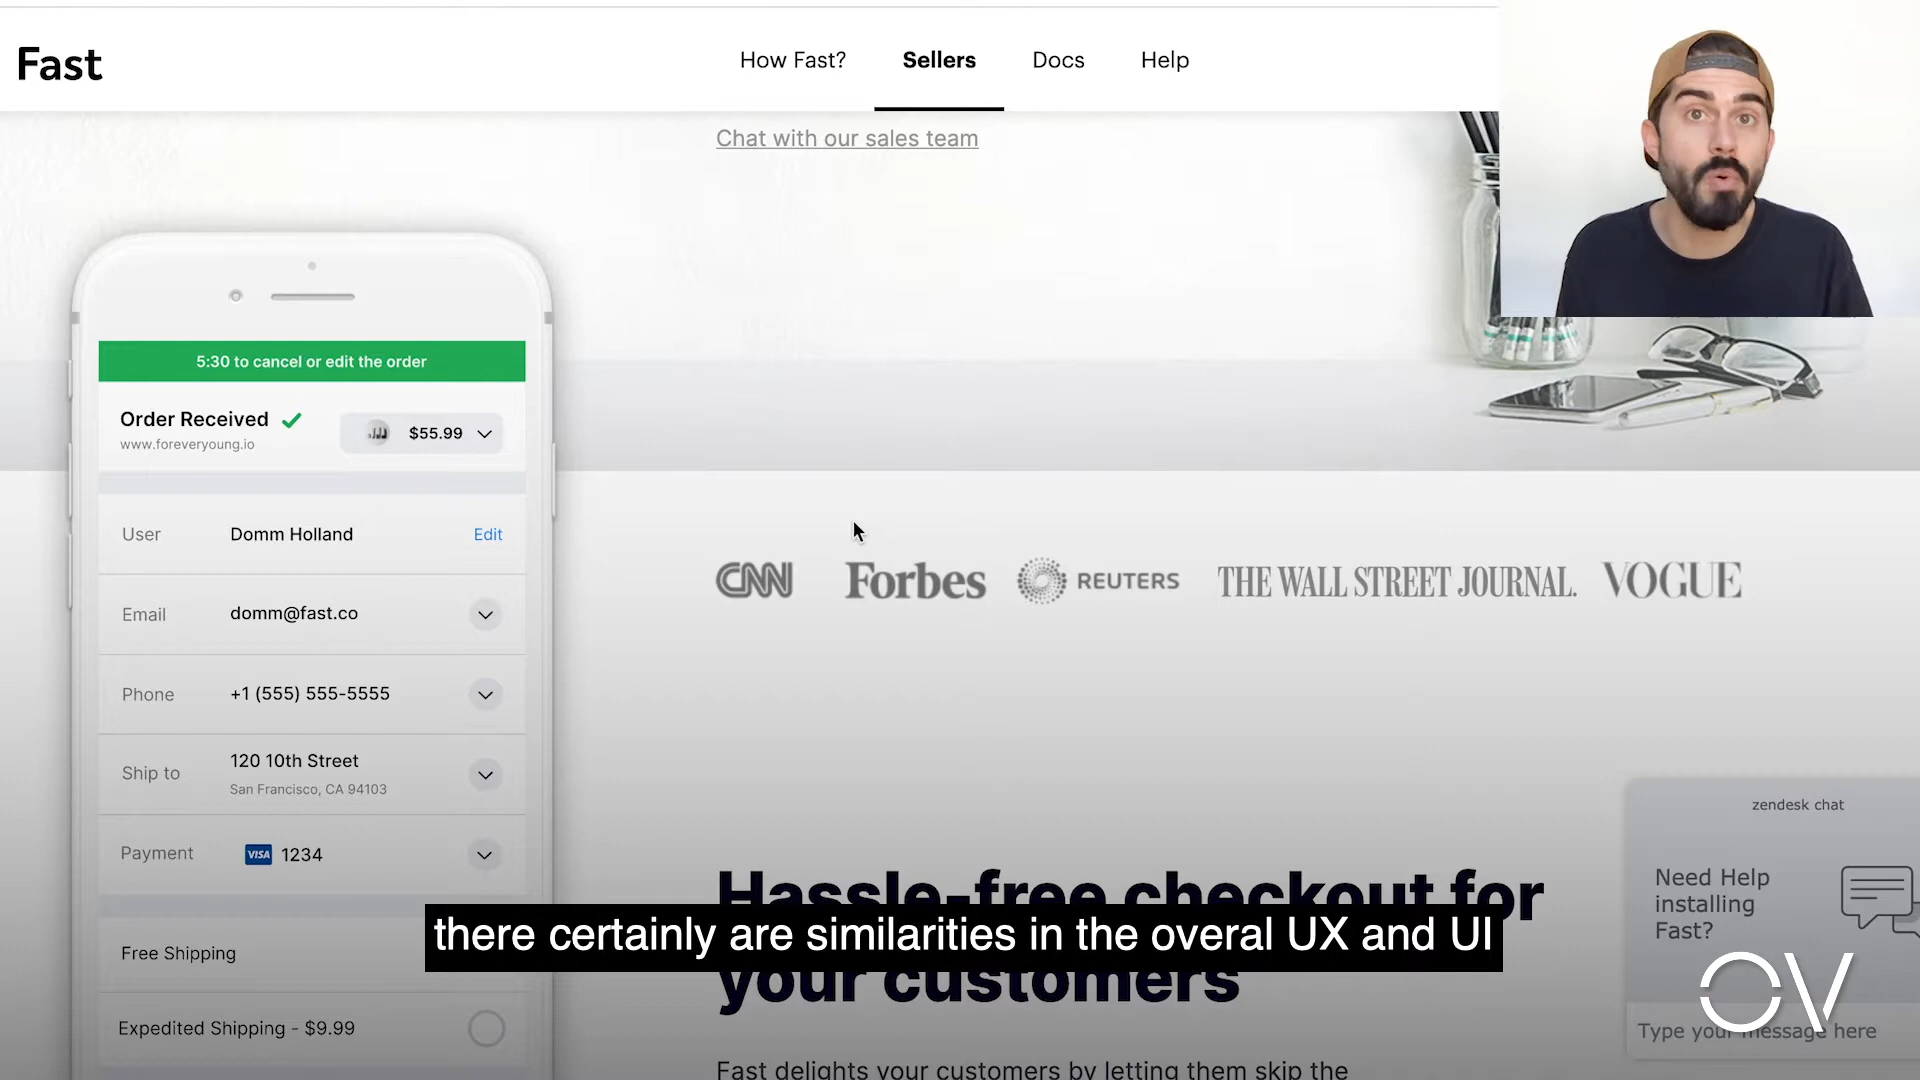 Fast
How Fast?
Sellers
Docs
Help
Chat with our sales team
5:30 to cancel or edit the order
Order Received
www.foreveryoung.io
$55.99
User
Domm Holland
Edit
Email
domm@fast.co
Phone
+1 (555) 555-5555
Ship to
120 10th Street
San Francisco, CA 94103
Payment
VISA 1234
Free Shipping
Expedited Shipping - $9.99
CNN
Forbes
REUTERS
THE WALL STREET JOURNAL.
VOGUE
Hassle-free checkout for
your customers
Fast delights your customers by letting them skip the
there certainly are similarities in the overal UX and UI
zendesk chat
Need Help
installing
Fast?
Type your message here
OV